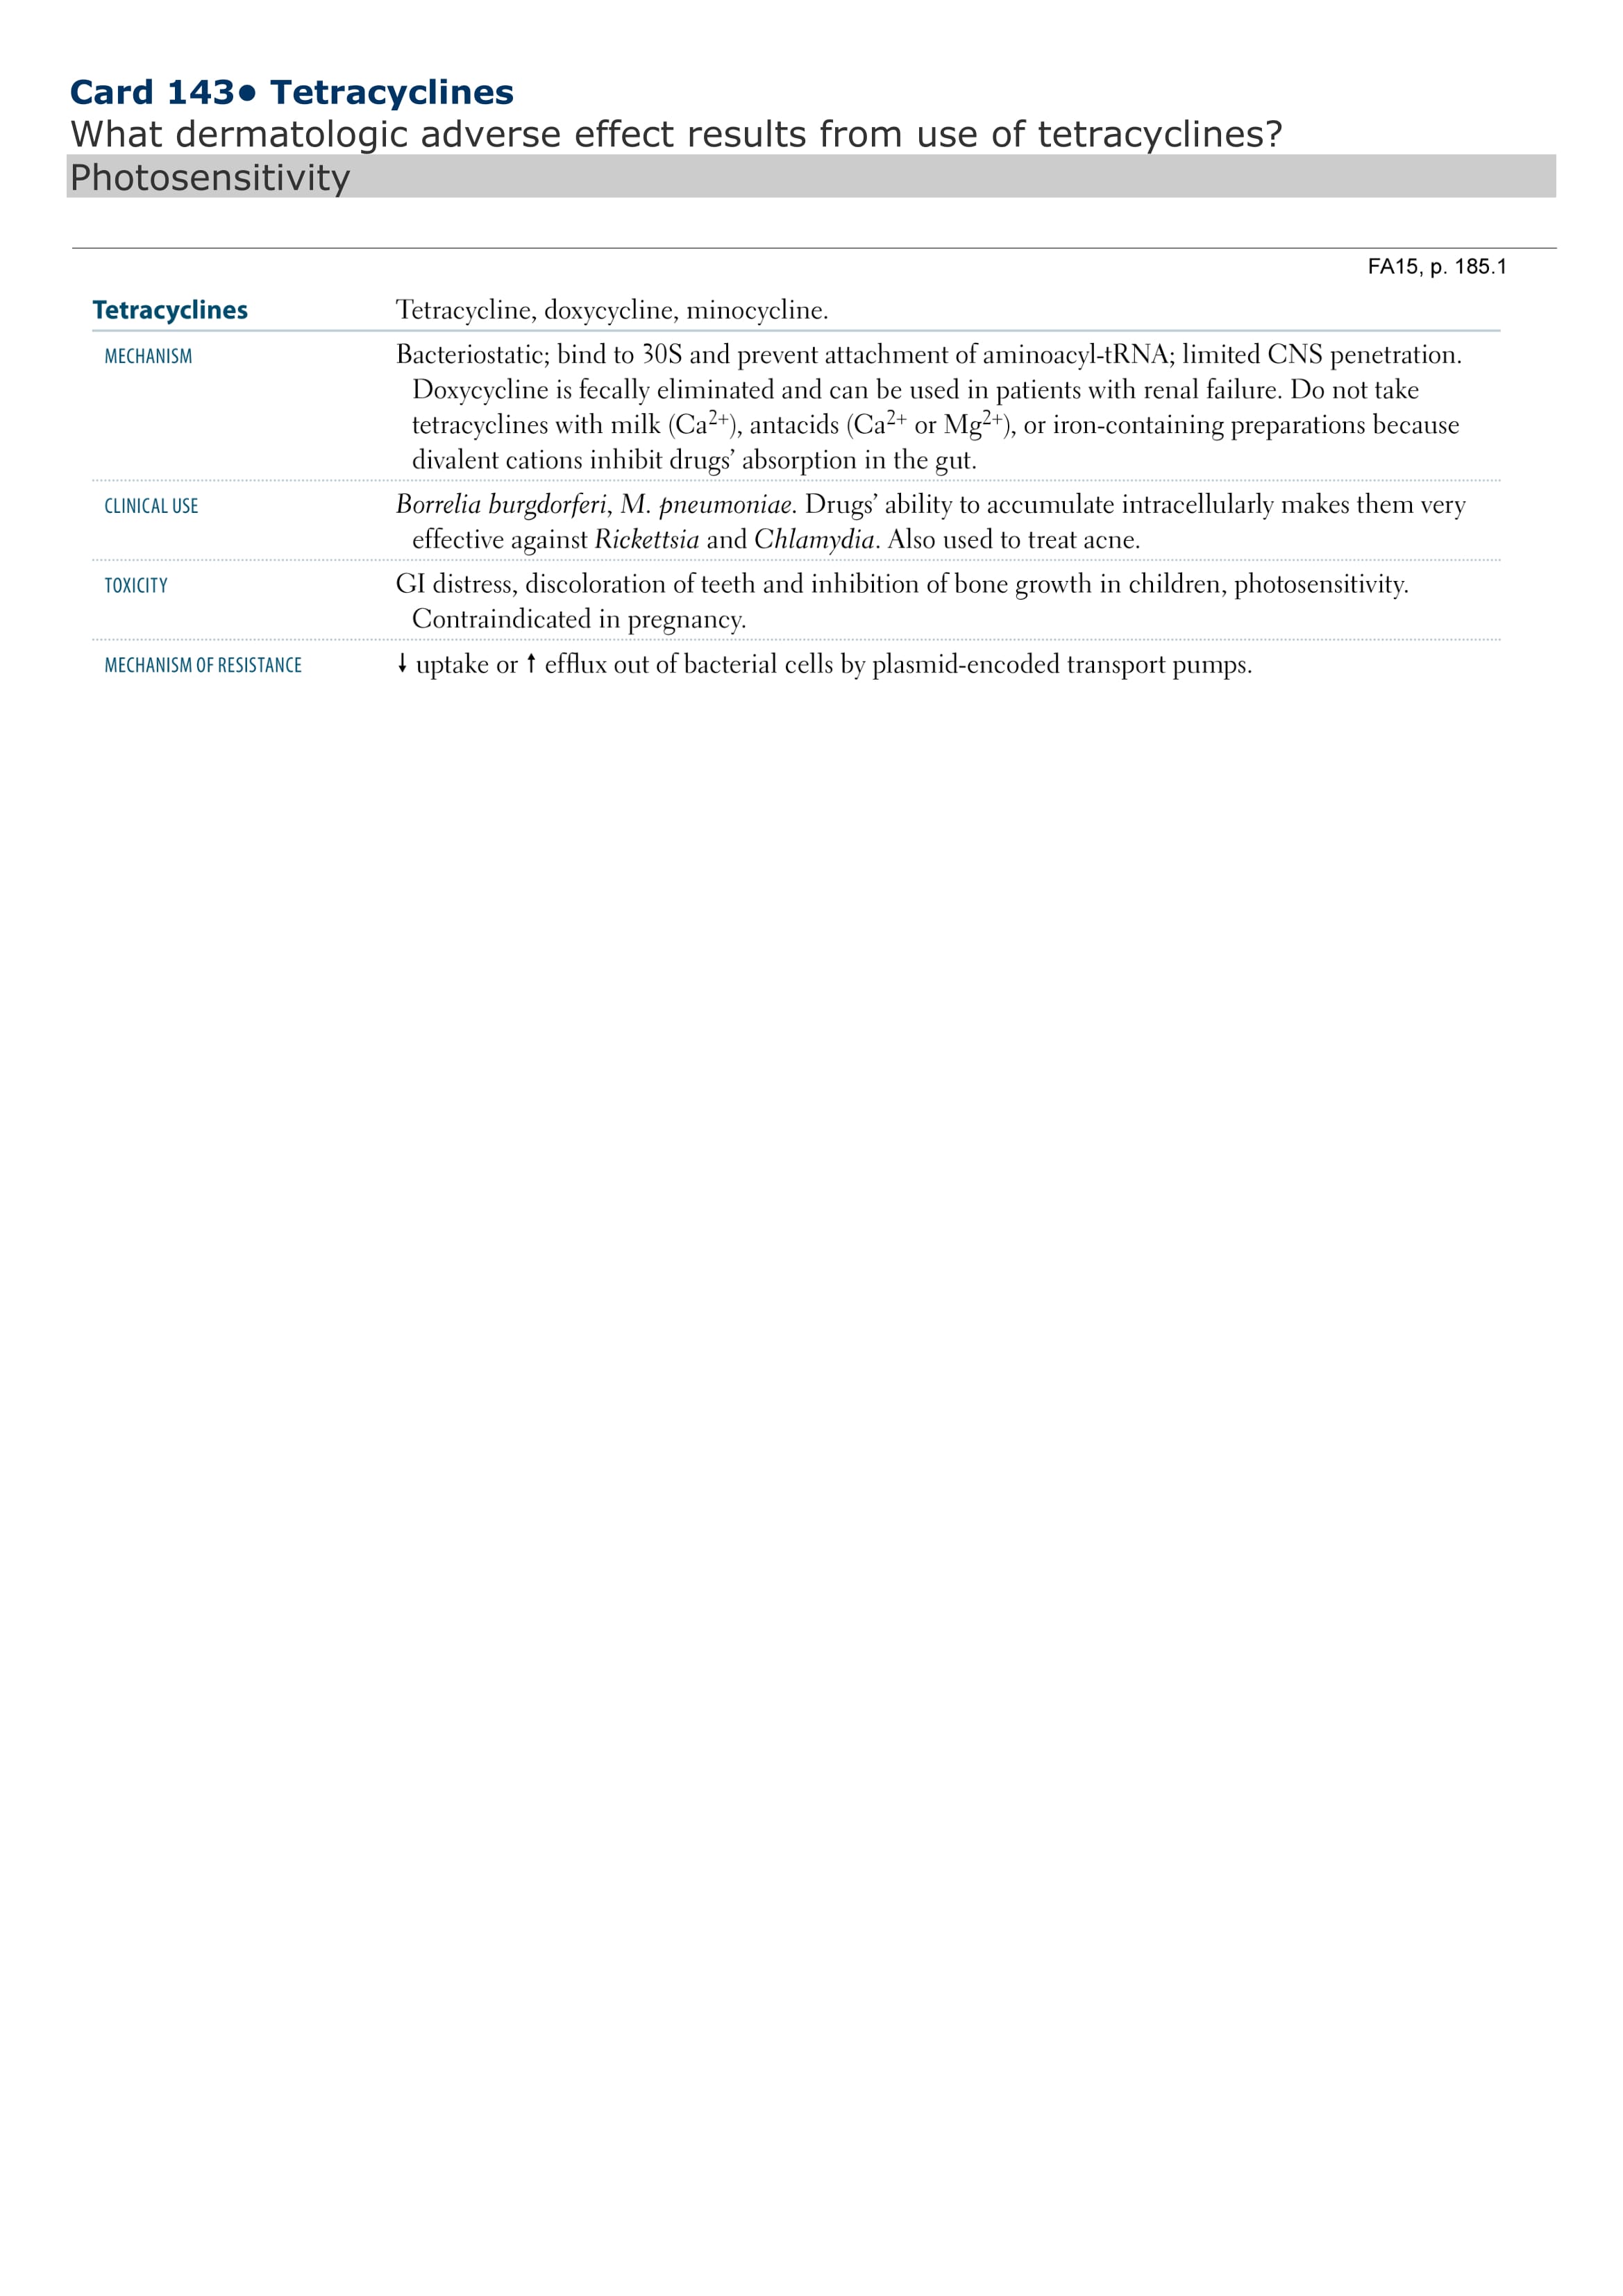 Card 143● Tetracyclines
What dermatologic adverse effect results from use of tetracyclines?
Photosensitivity
FA15, p. 185.1
Tetracyclines Tetracycline, doxycycline, minocycline.
MECHANISM Bacteriostatic; bind to 30S and prevent attachment of aminoacyl-tRNA; limited CNS penetration.
Doxycycline is fecally eliminated and can be used in patients with renal failure. Do not take
tetracyclines with milk (Ca²⁺), antacids (Ca²⁺ or Mg²⁺), or iron-containing preparations because
divalent cations inhibit drugs’ absorption in the gut.
CLINICAL USE Borrelia burgdorferi, M. pneumoniae. Drugs’ ability to accumulate intracellularly makes them very
effective against Rickettsia and Chlamydia. Also used to treat acne.
TOXICITY GI distress, discoloration of teeth and inhibition of bone growth in children, photosensitivity.
Contraindicated in pregnancy.
MECHANISM OF RESISTANCE ↓ uptake or ↑ efflux out of bacterial cells by plasmid-encoded transport pumps.